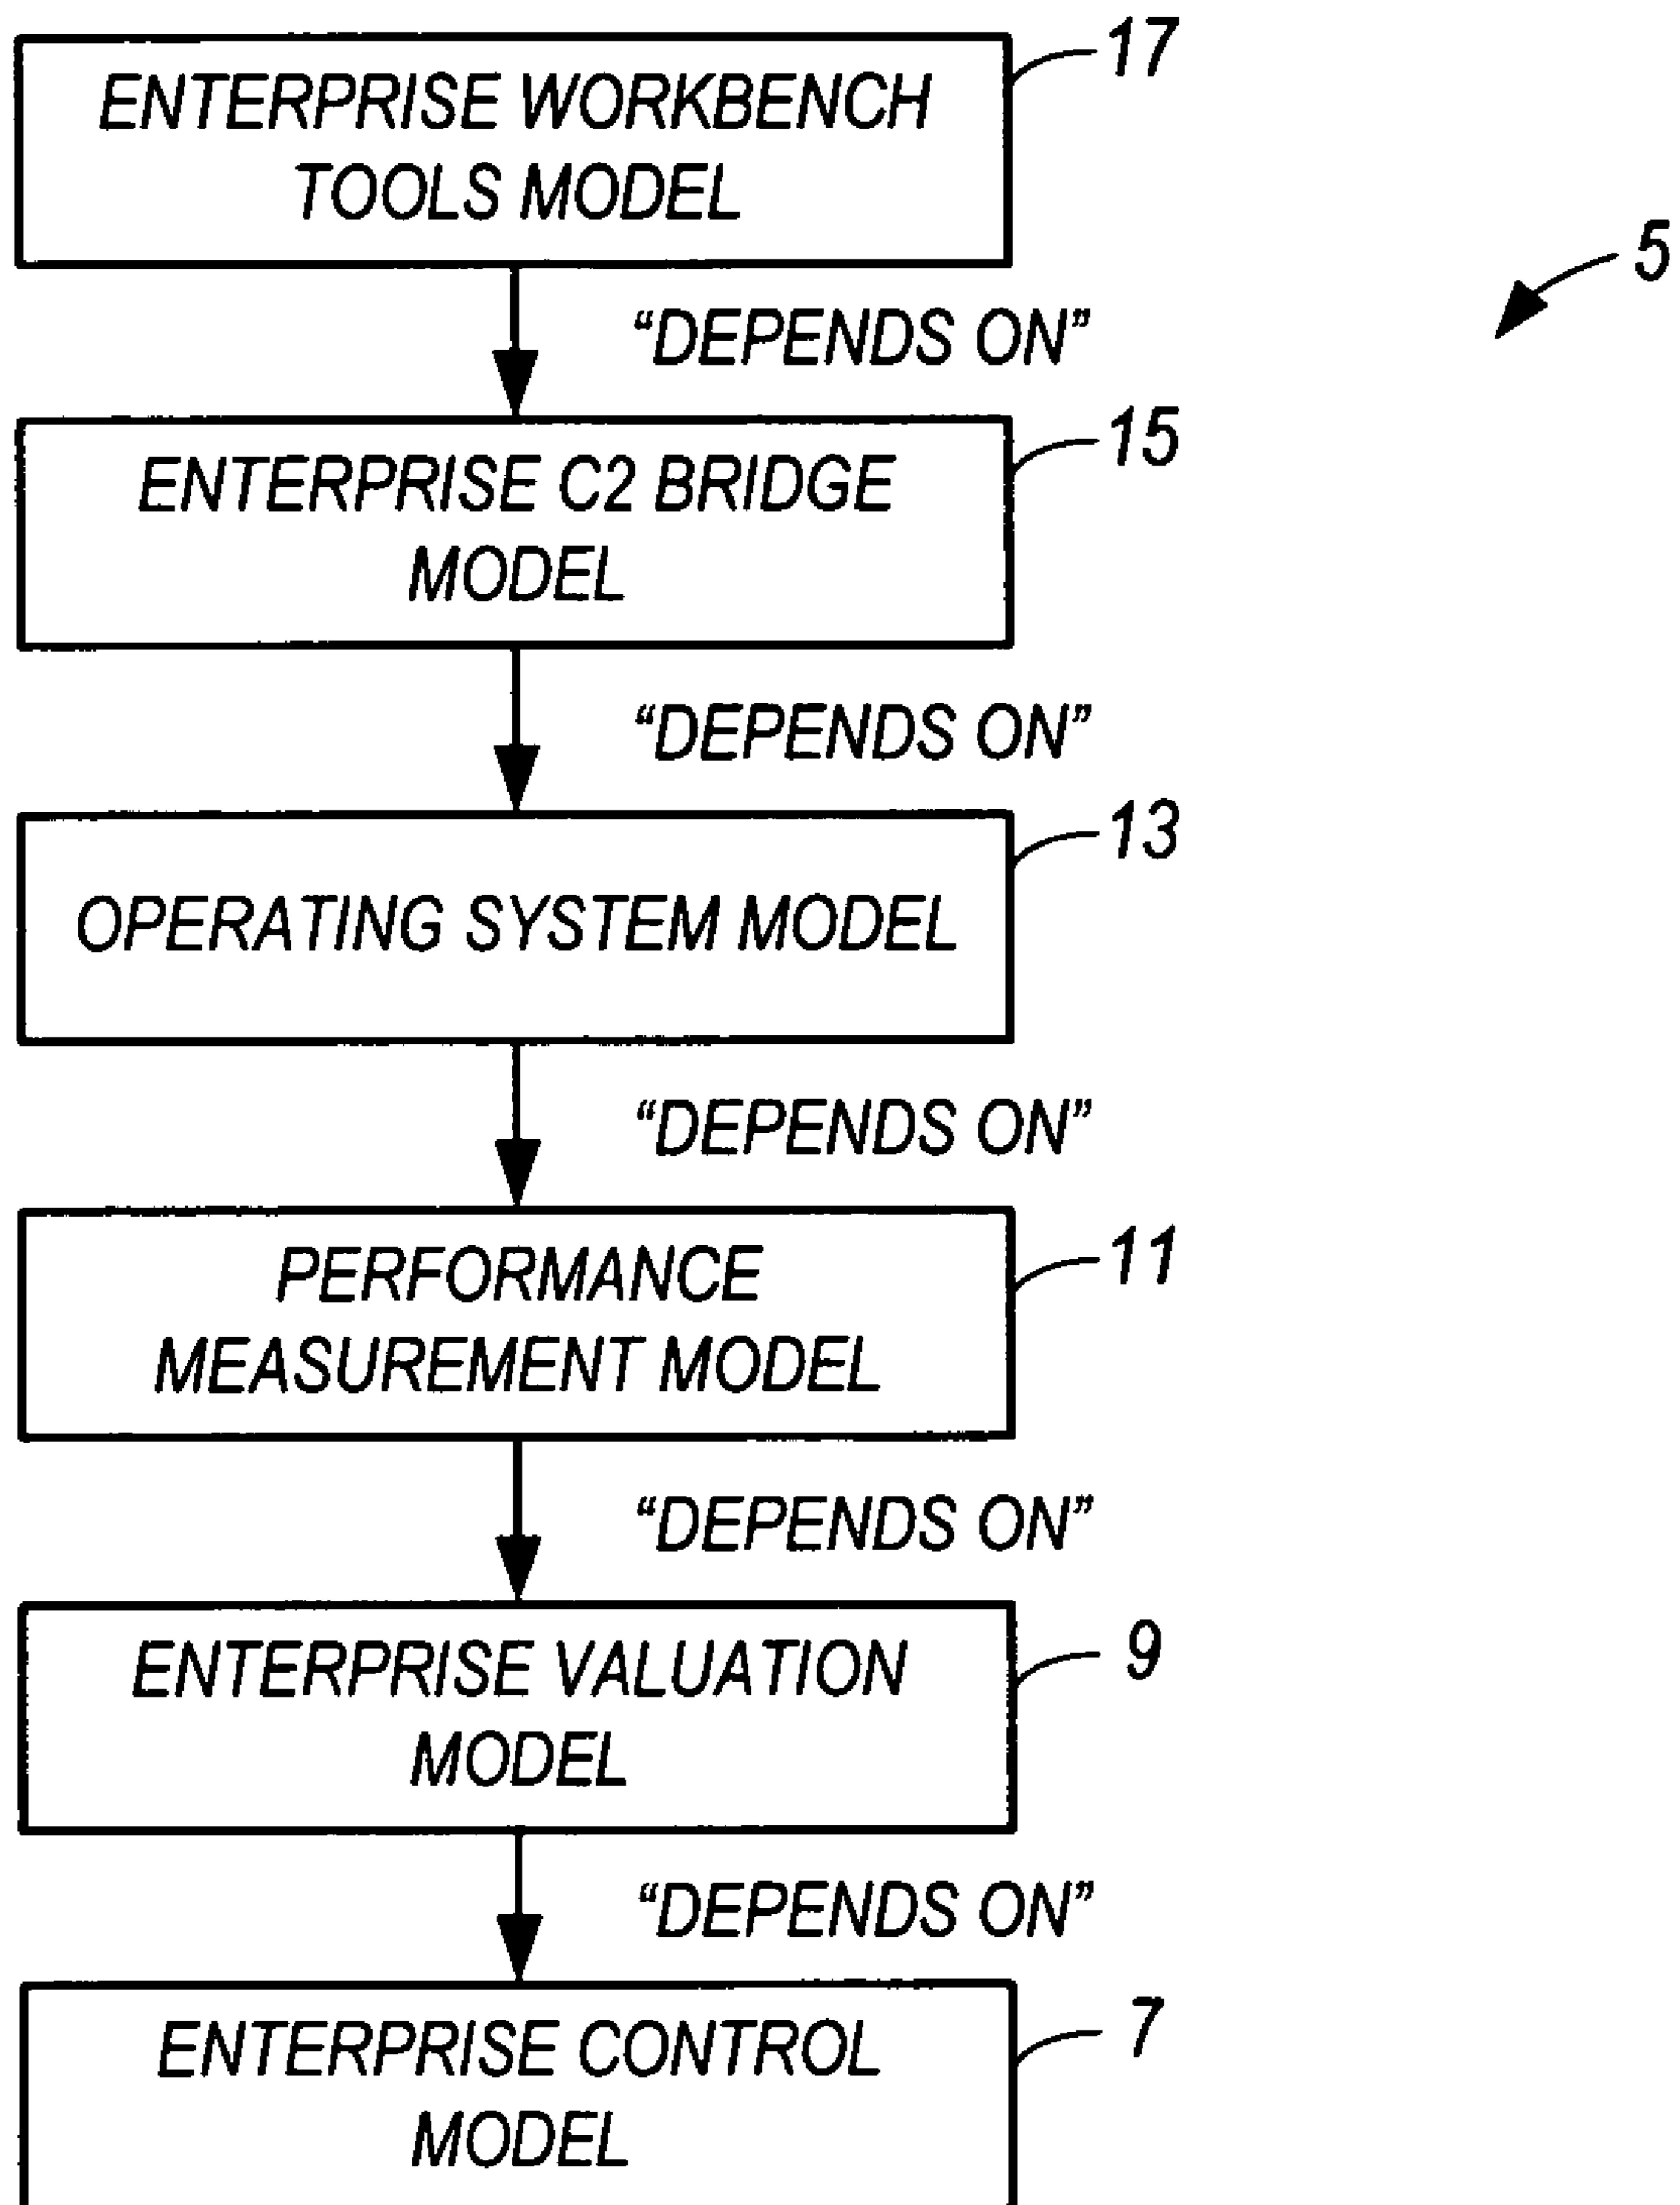 17
ENTERPRISE WORKBENCH
TOOLS MODEL
5
“DEPENDS ON”
15
ENTERPRISE C2 BRIDGE
MODEL
“DEPENDS ON”
13
OPERATING SYSTEM MODEL
“DEPENDS ON”
11
PERFORMANCE
MEASUREMENT MODEL
“DEPENDS ON”
9
ENTERPRISE VALUATION
MODEL
“DEPENDS ON”
7
ENTERPRISE CONTROL
MODEL